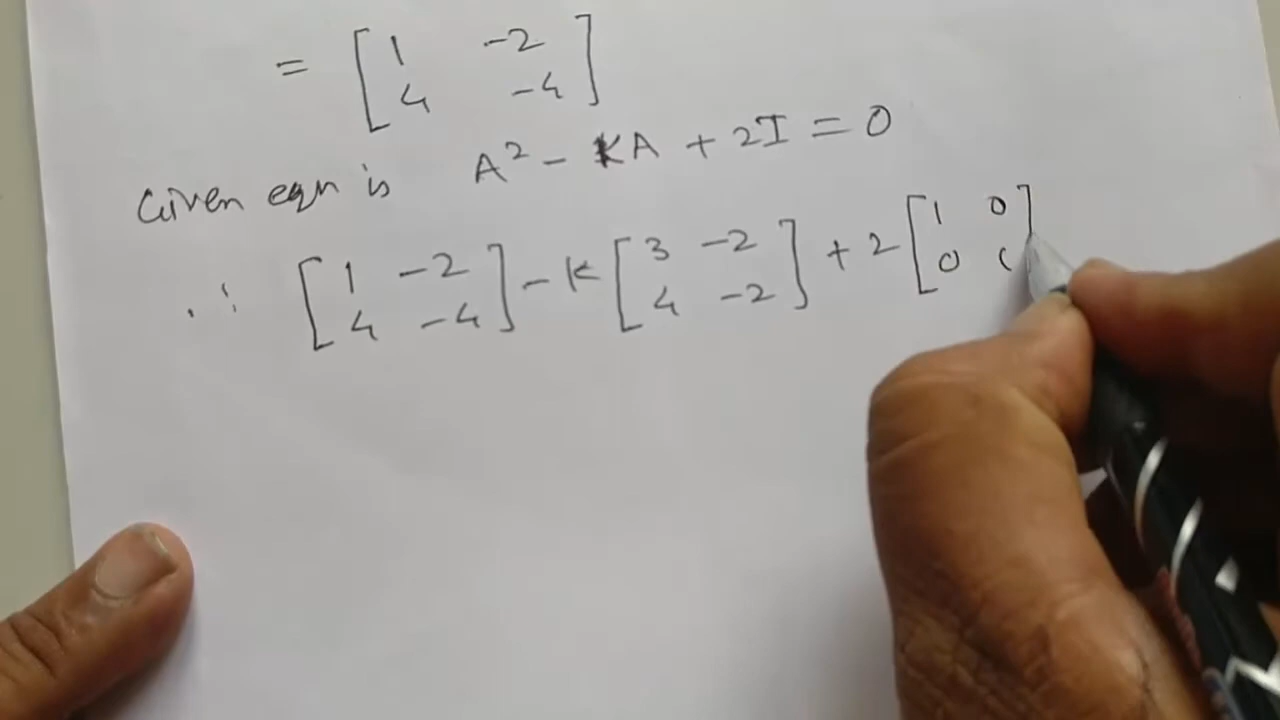 = [ 1 -2
4 -4 ]
Given eqn is A² - KA + 2I = 0
∴ [ 1 -2
4 -4 ] - K [ 3 -2
4 -2 ] + 2 [ 1 0
0 1 ]